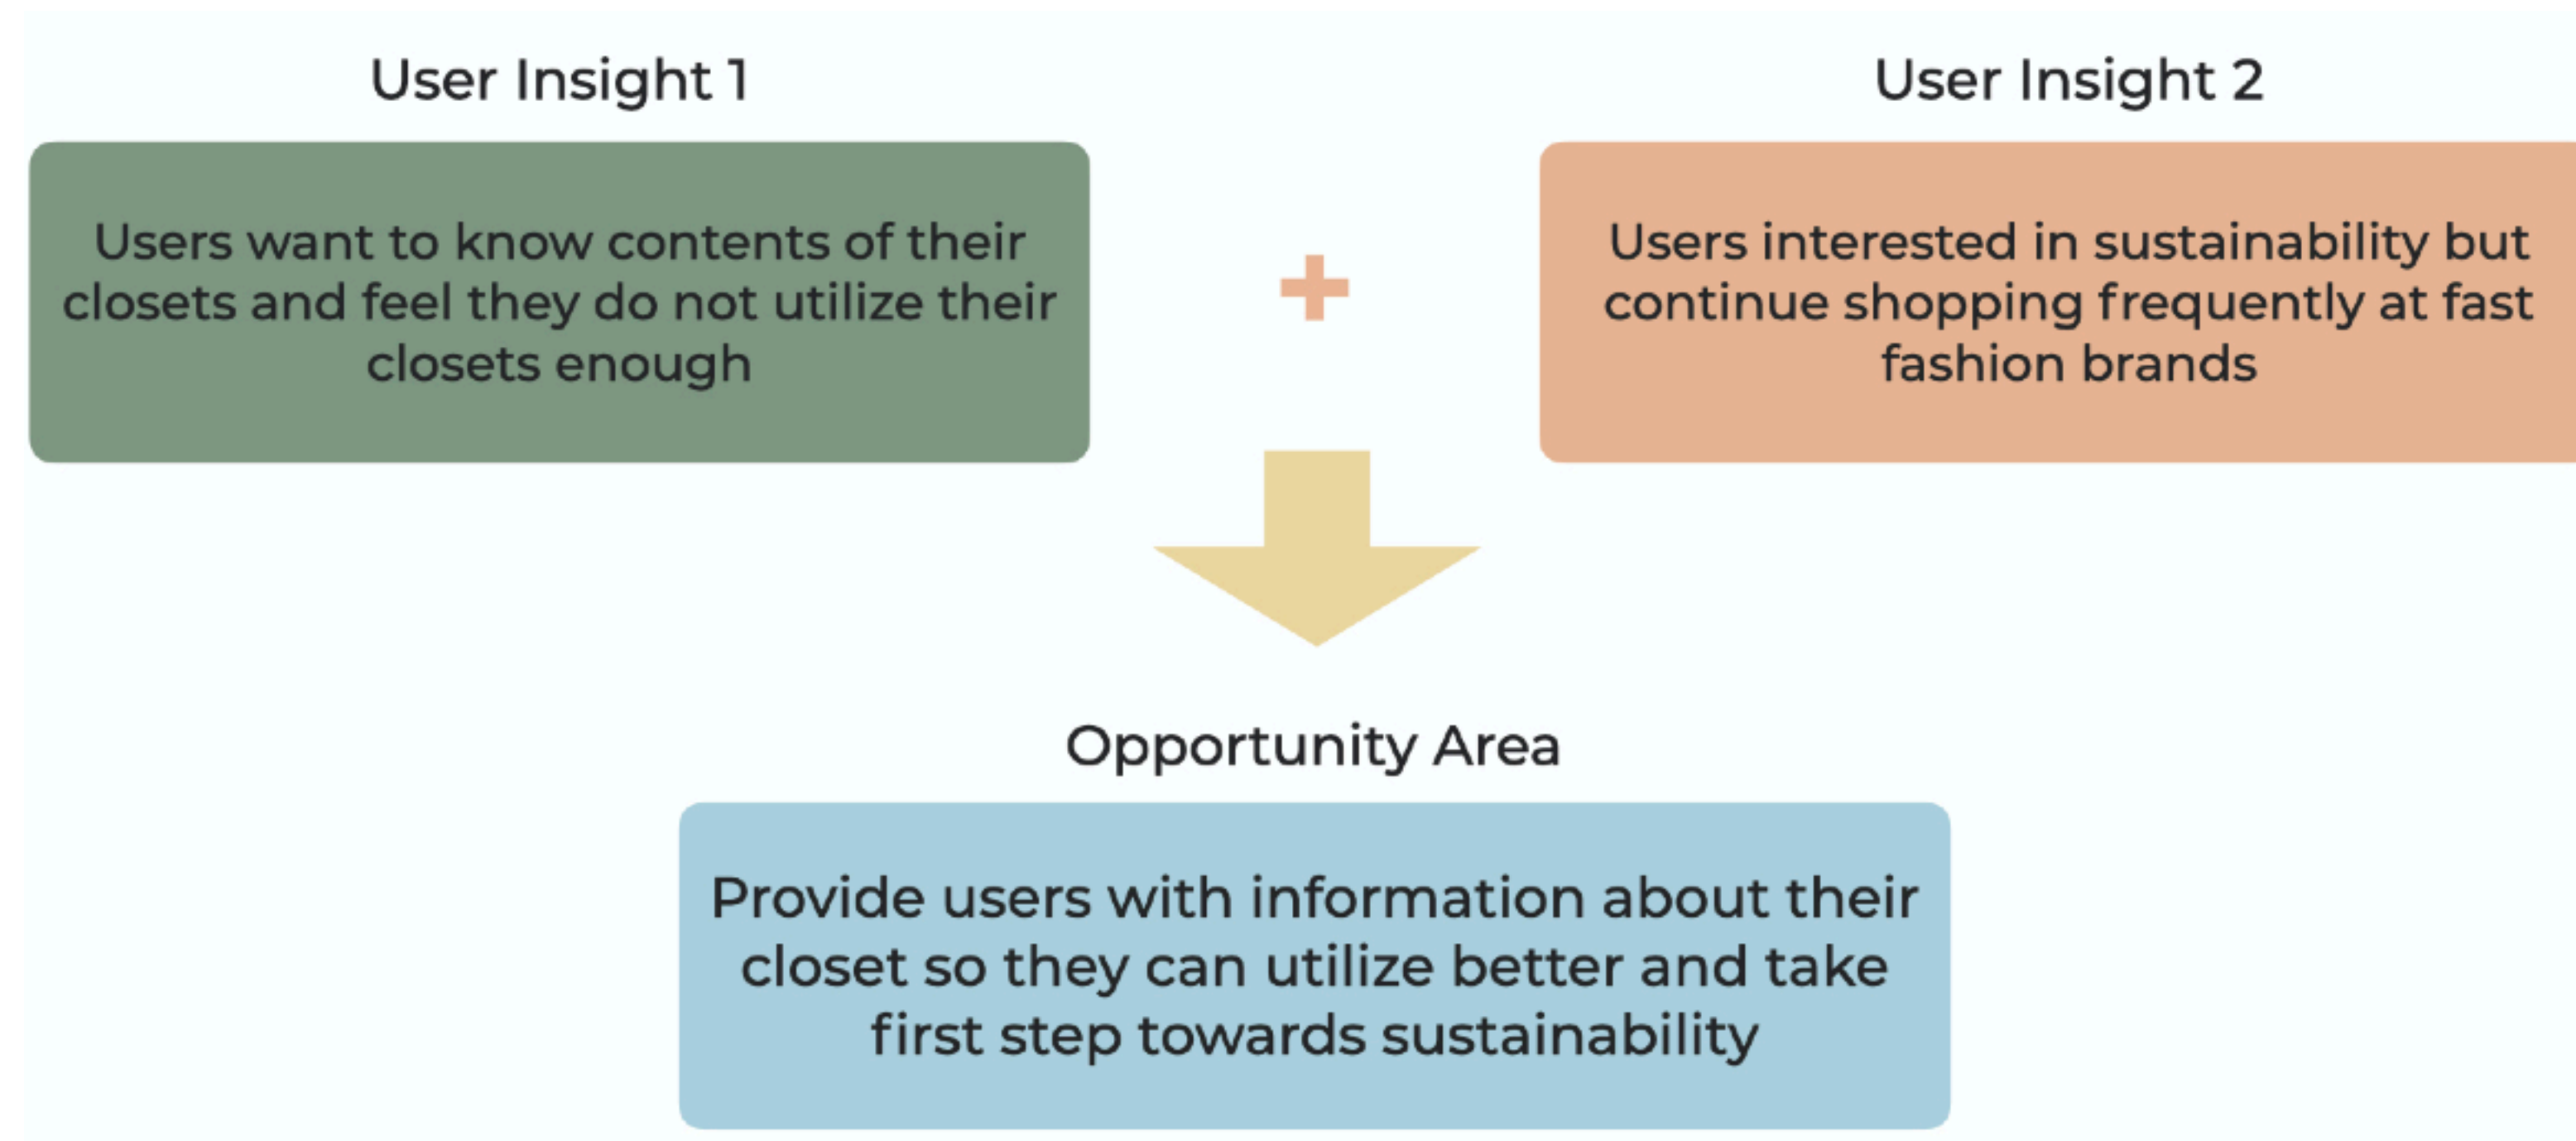 User Insight 1
User Insight 2
Users want to know contents of their
closets and feel they do not utilize their
closets enough
+
Users interested in sustainability but
continue shopping frequently at fast
fashion brands
Opportunity Area
Provide users with information about their
closet so they can utilize better and take
first step towards sustainability